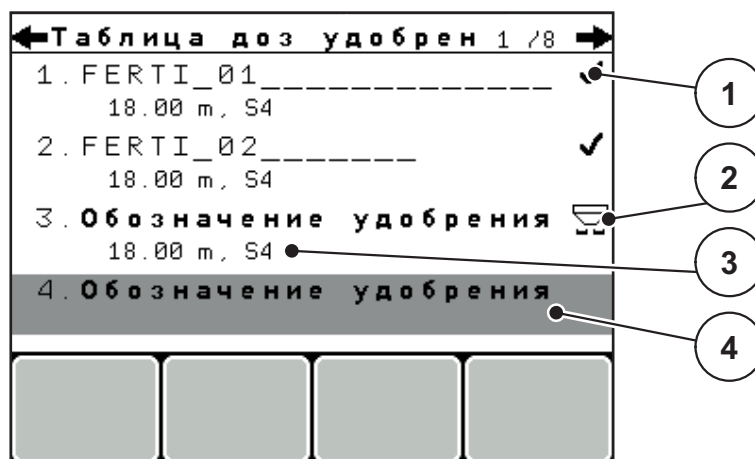 Таблица доз удобрен 1 /8
1.FERTI_01______________
18.00 m, S4
2.FERTI_02_______
18.00 m, S4
3.Обозначение удобрения
18.00 m, S4
4.Обозначение удобрения
1
2
3
4